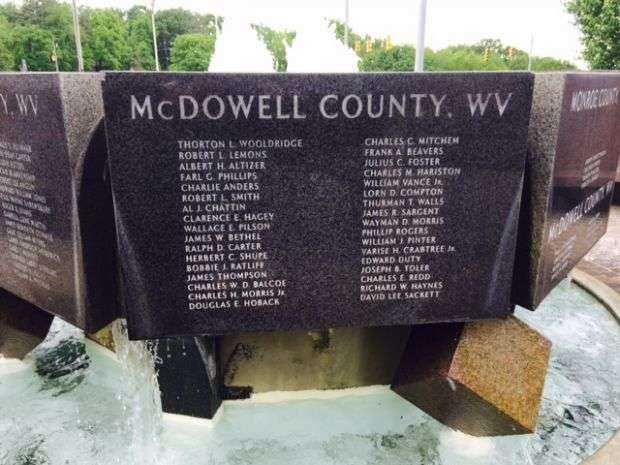 Y, WV
McDOWELL COUNTY, WV
MONROE COUNTY
THORTON L. WOOLDRIDGE
ROBERT L. LEMONS
ALBERT H. ALTIZER
EARL G. PHILLIPS
CHARLIE ANDERS
ROBERT L. SMITH
AL J. CHATTIN
CLARENCE E. HAGEY
WALLACE E. PILSON
JAMES W. BETHEL
RALPH D. CARTER
HERBERT C. SHUPE
BOBBIE J. RATLIFF
JAMES THOMPSON
CHARLES W. D. BALCOE
CHARLES H. MORRIS Jr.
DOUGLAS E. HOBACK
CHARLES C. MITCHEM
FRANK A. BEAVERS
JULIUS C. FOSTER
CHARLES M. HARISTON
WILLIAM VANCE Jr.
LORN D. COMPTON
THURMAN T. WALLS
JAMES R. SARGENT
WAYMAN D. MORRIS
PHILLIP ROGERS
WILLIAM J. PINTER
VARISE H. CRABTREE Jr.
EDWARD DUTY
JOSEPH B. TOLER
CHARLES E. REDD
RICHARD W. HAYNES
DAVID LEE SACKETT
McDOWELL COUNTY, WV